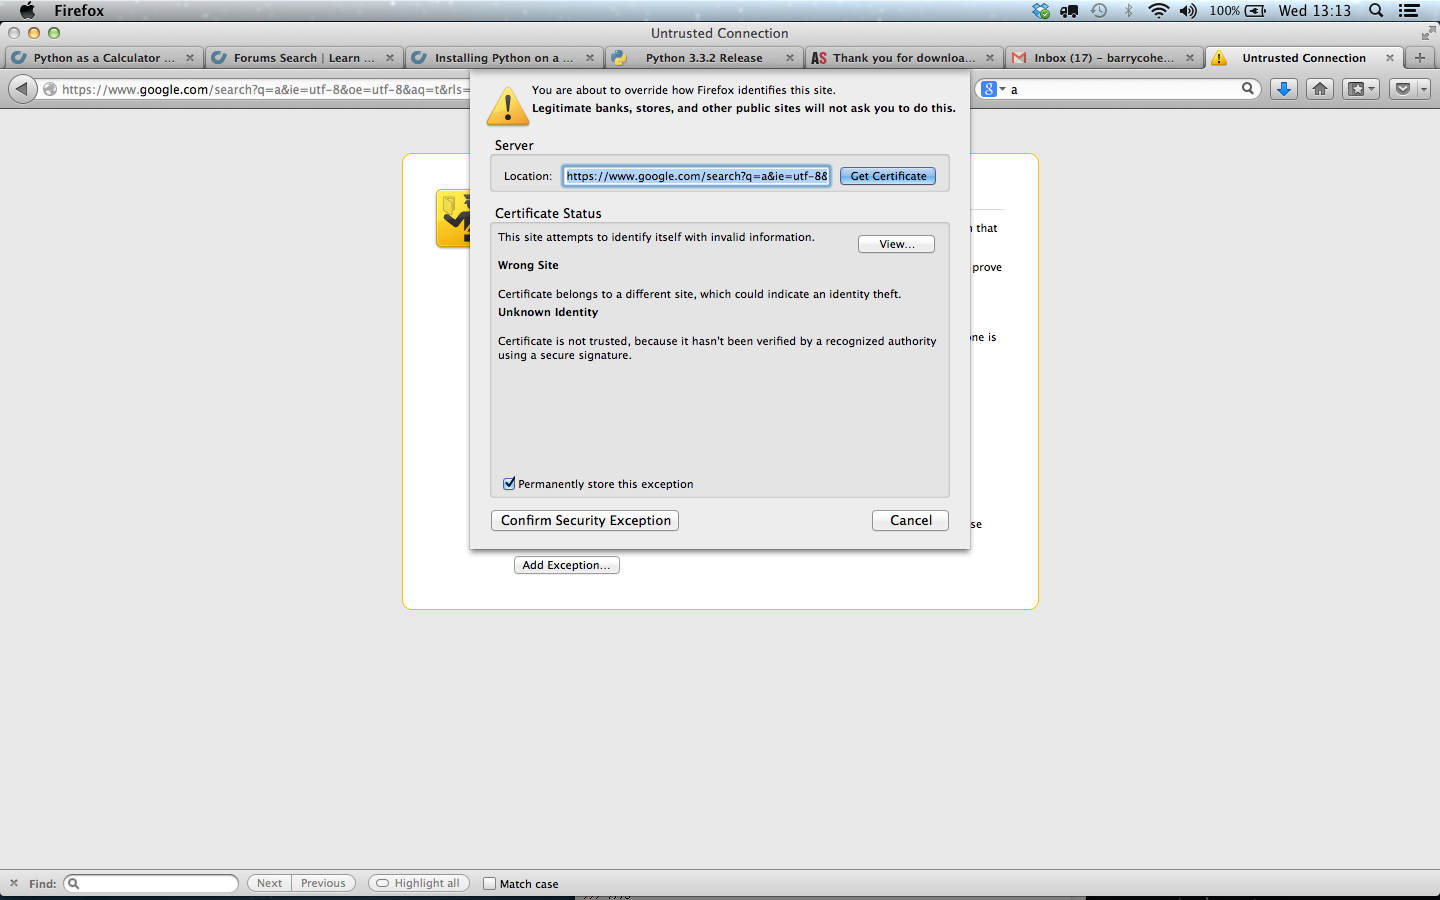 Firefox
100%
Wed 13:13
Untrusted Connection
Python as a Calculator ...
Forums Search | Learn ...
Installing Python on a ...
Python 3.3.2 Release
AS Thank you for downloa...
Inbox (17) – barrycohe...
Untrusted Connection
https://www.google.com/search?q=a&ie=utf-8&oe=utf-8&aq=t&rls=
8 a
You are about to override how Firefox identifies this site.
Legitimate banks, stores, and other public sites will not ask you to do this.
Server
Location: https://www.google.com/search?q=a&ie=utf-8& Get Certificate
Certificate Status
that
This site attempts to identify itself with invalid information.
View...
Wrong Site
prove
Certificate belongs to a different site, which could indicate an identity theft.
Unknown Identity
ne is
Certificate is not trusted, because it hasn't been verified by a recognized authority
using a secure signature.
Permanently store this exception
Confirm Security Exception
Cancel
se
Add Exception...
Find:
Next
Previous
Highlight all
Match case